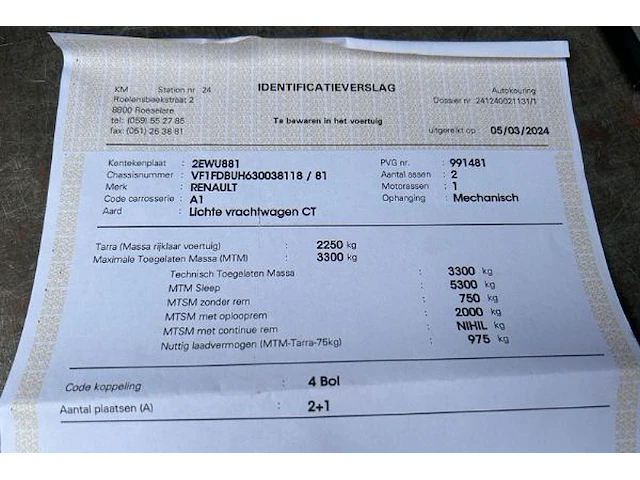 IDENTIFICATIEVERSLAG
KM Station nr 24
Roelensbeekstraat 2
8800 Roeselare
tel: (059) 55 27 85
fax: (051) 26 38 81
Te bewaren in het voertuig
Autokeuring
Dossier nr 241240021131/1
uitgereikt op : 05/03/2024
Kentekenplaat : 2EWU881
Chassisnummer : VF1FDBUH630038118 / 81
Merk : RENAULT
Code carrosserie : A1
Aard : Lichte vrachtwagen CT
PVG nr. : 991481
Aantal assen : 2
Motorassen : 1
Ophanging : Mechanisch
Tarra (Massa rijklaar voertuig) : 2250 kg
Maximale Toegelaten Massa (MTM) : 3300 kg
Technisch Toegelaten Massa : 3300 kg
MTM Sleep : 5300 kg
MTSM zonder rem : 750 kg
MTSM met oplooprem : 2000 kg
MTSM met continue rem : NIHIL kg
Nuttig laadvermogen (MTM-Tarra-75kg) : 975 kg
Code koppeling : 4 Bol
Aantal plaatsen (A) : 2+1